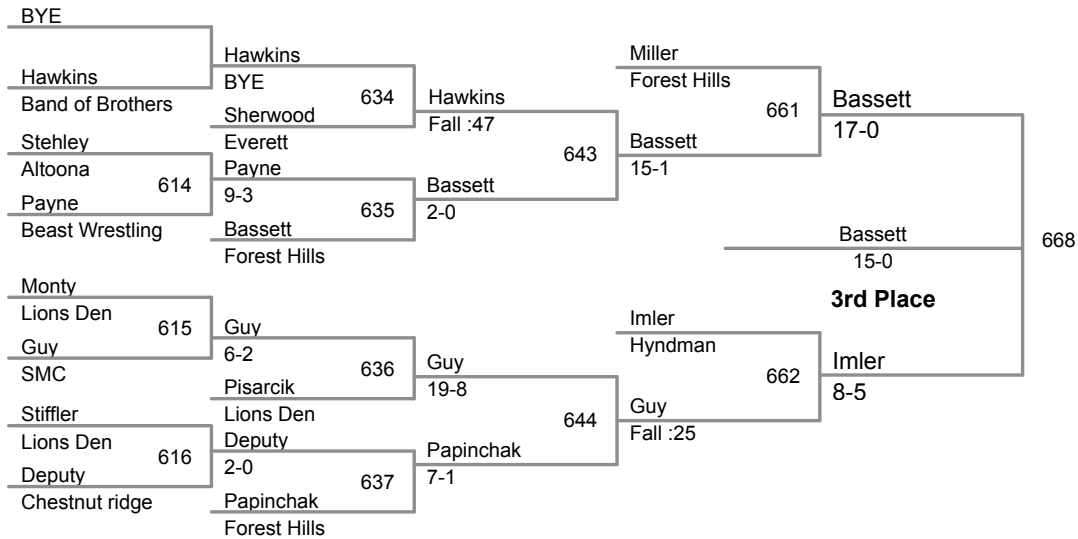 BYE
Hawkins
Band of Brothers
Stehley
Altoona
614
Payne
Beast Wrestling
Monty
Lions Den
615
Guy
SMC
Stiffler
Lions Den
616
Deputy
Chestnut ridge
Hawkins
BYE
634
Sherwood
Everett
Payne
9-3
635
Bassett
Forest Hills
Guy
6-2
636
Pisarcik
Lions Den
Deputy
2-0
637
Papinchak
Forest Hills
Hawkins
Fall :47
643
Bassett
2-0
Guy
19-8
644
Papinchak
7-1
Miller
Forest Hills
661
Bassett
15-1
Imler
Hyndman
662
Guy
Fall :25
Bassett
17-0
Bassett
15-0
668
3rd Place
Imler
8-5